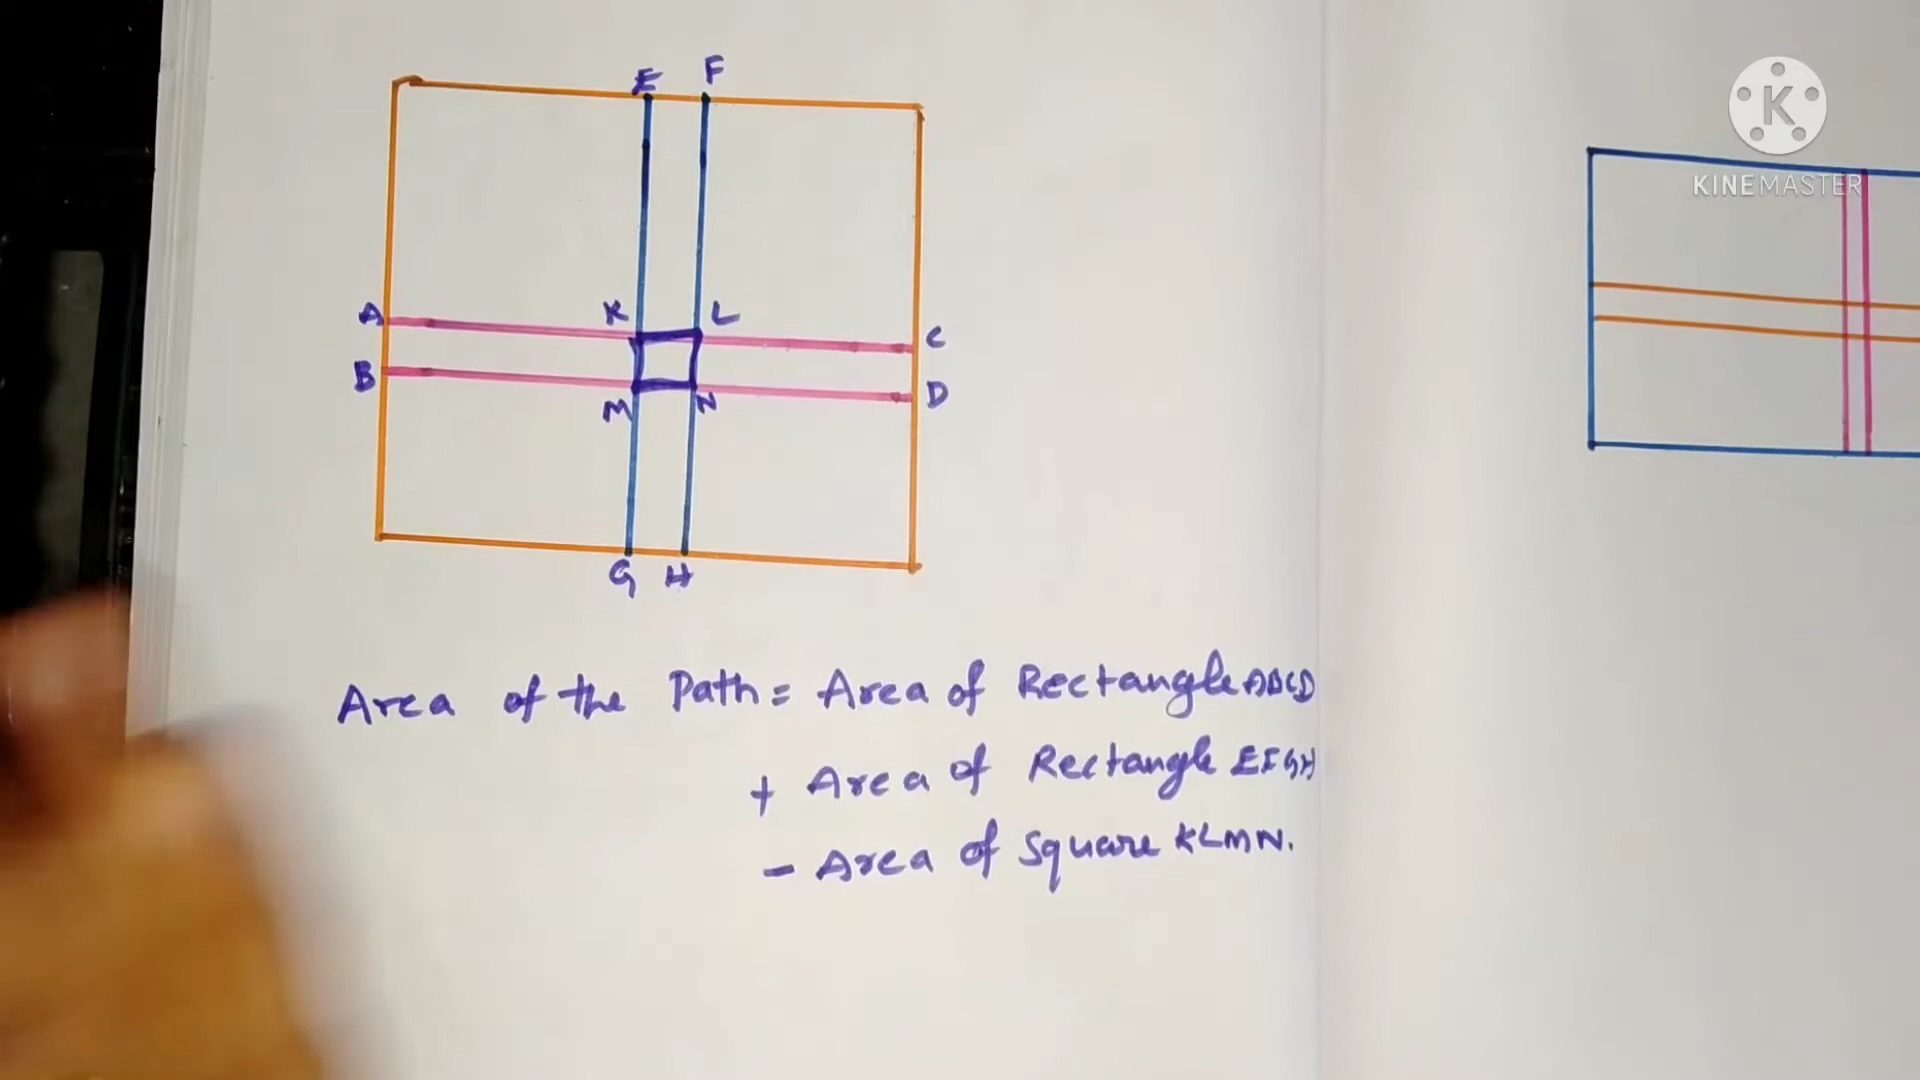 E F
A K L C
B M N D
G H
Area of the Path = Area of Rectangle ABCD
+ Area of Rectangle EFGH
- Area of Square KLMN.
K
KINEMASTER